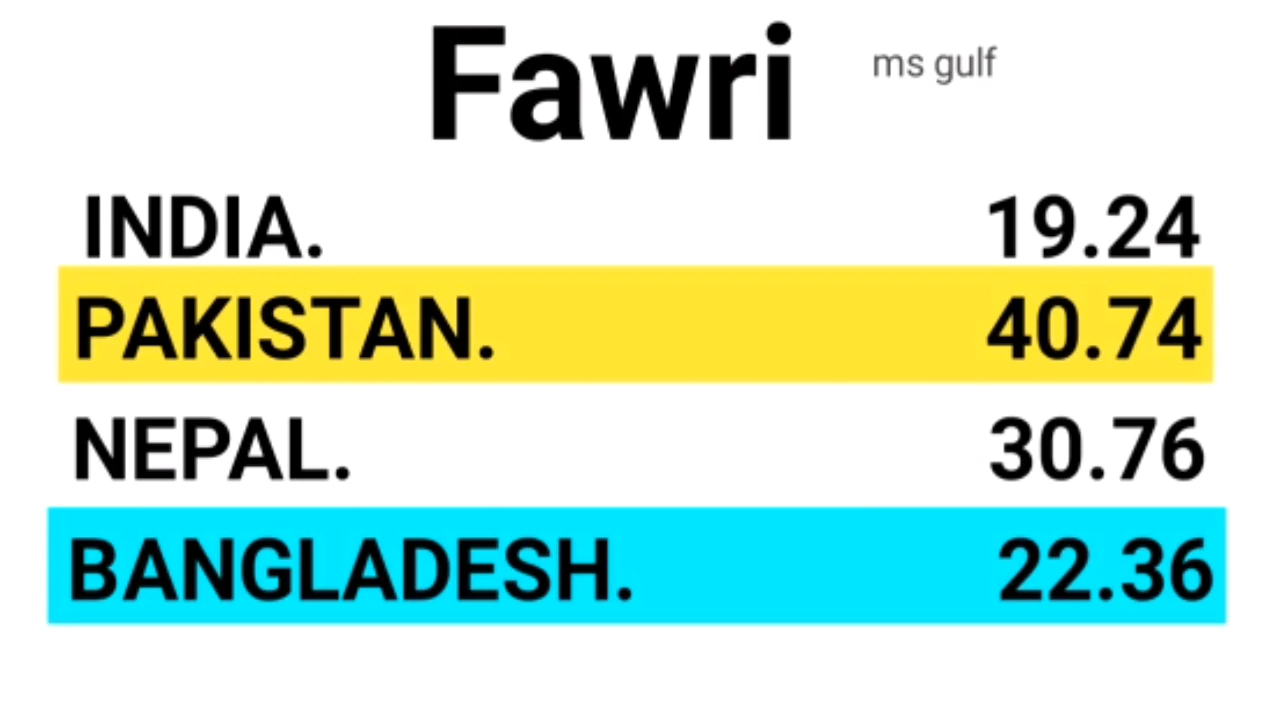 Fawri ms gulf
INDIA. 19.24
PAKISTAN. 40.74
NEPAL. 30.76
BANGLADESH. 22.36